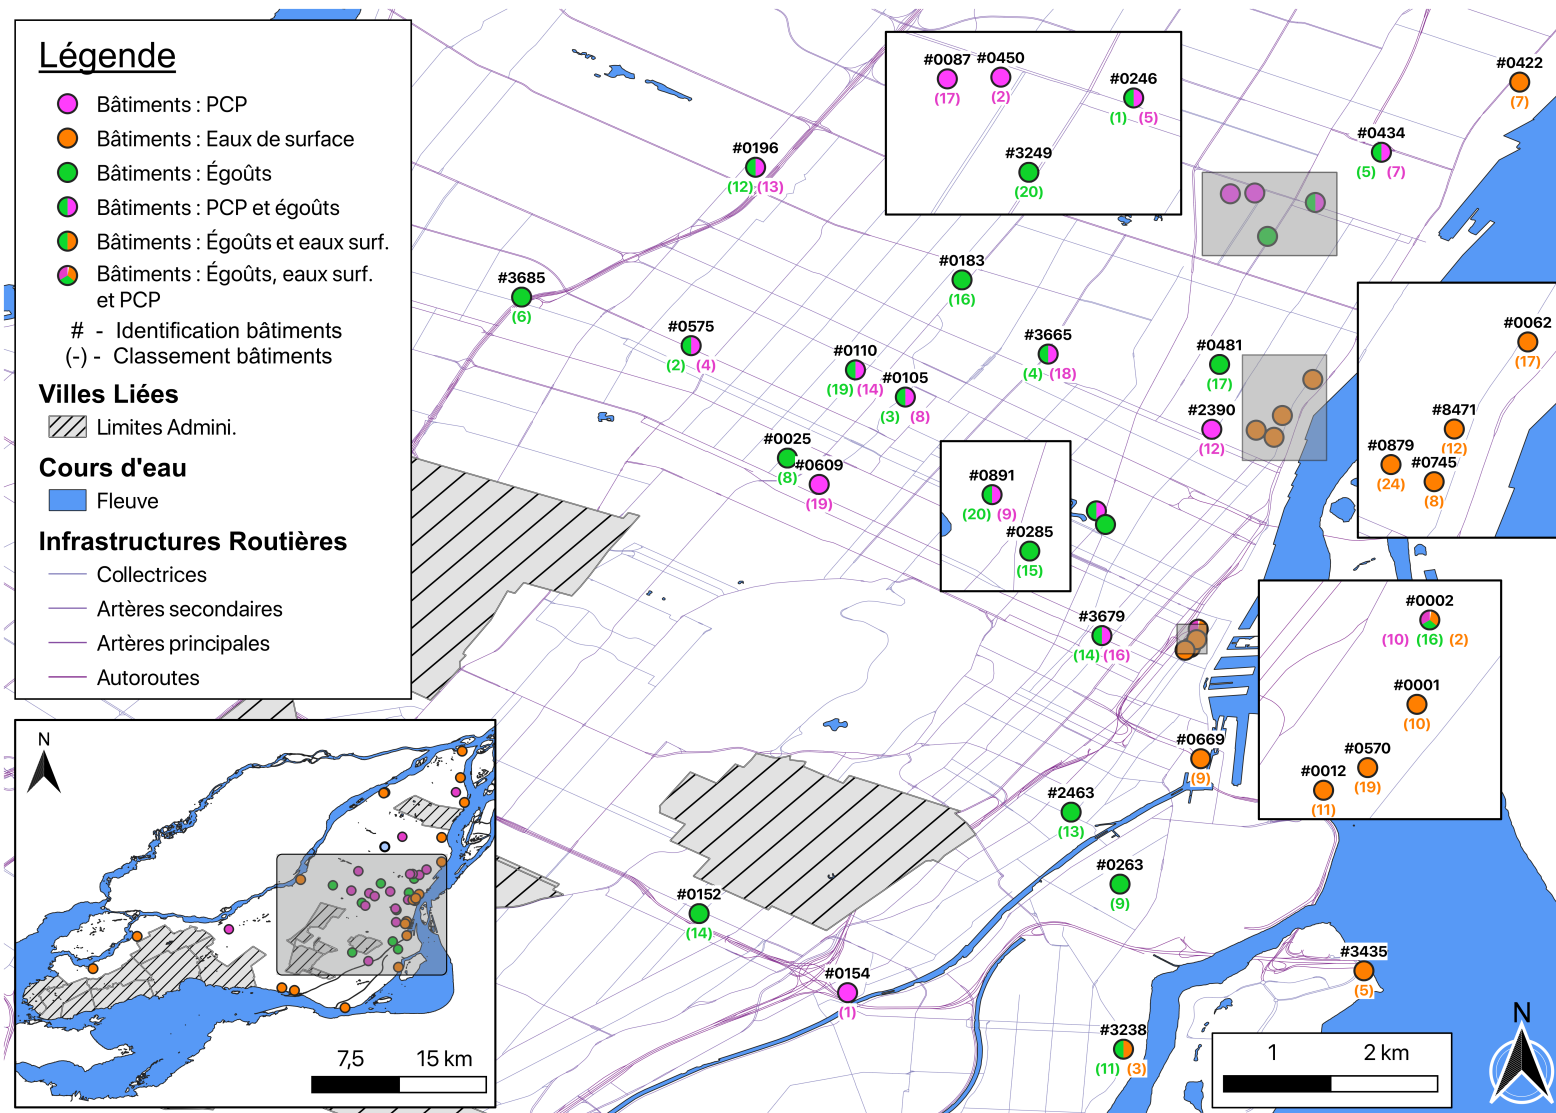 Légende
Bâtiments : PCP
Bâtiments : Eaux de surface
Bâtiments : Égoûts
Bâtiments : PCP et égoûts
Bâtiments : Égoûts et eaux surf.
Bâtiments : Égoûts, eaux surf.
et PCP
# - Identification bâtiments
(-) - Classement bâtiments
Villes Liées
Limites Admini.
Cours d'eau
Fleuve
Infrastructures Routières
Collectrices
Artères secondaires
Artères principales
Autoroutes
#0087 #0450
(17) (2)
#0246
(1) (5)
#3249
(20)
#0422
(7)
#0434
(5) (7)
#0196
(12) (13)
#3685
(6)
#0183
(16)
#0575
(2) (4)
#0110
(19) (14)
#0105
(3) (8)
#3665
(4) (18)
#0481
(17)
#2390
(12)
#0062
(17)
#8471
(12)
#0879
(24)
#0745
(8)
#0025
(8)
#0609
(19)
#0891
(20) (9)
#0285
(15)
#3679
(14) (16)
#0002
(10) (16) (2)
#0001
(10)
#0570
(19)
#0012
(11)
#0669
(9)
#2463
(13)
#0263
(9)
#0152
(14)
#0154
(1)
#3435
(5)
#3238
(11) (3)
N
7,5 15 km
1 2 km
N